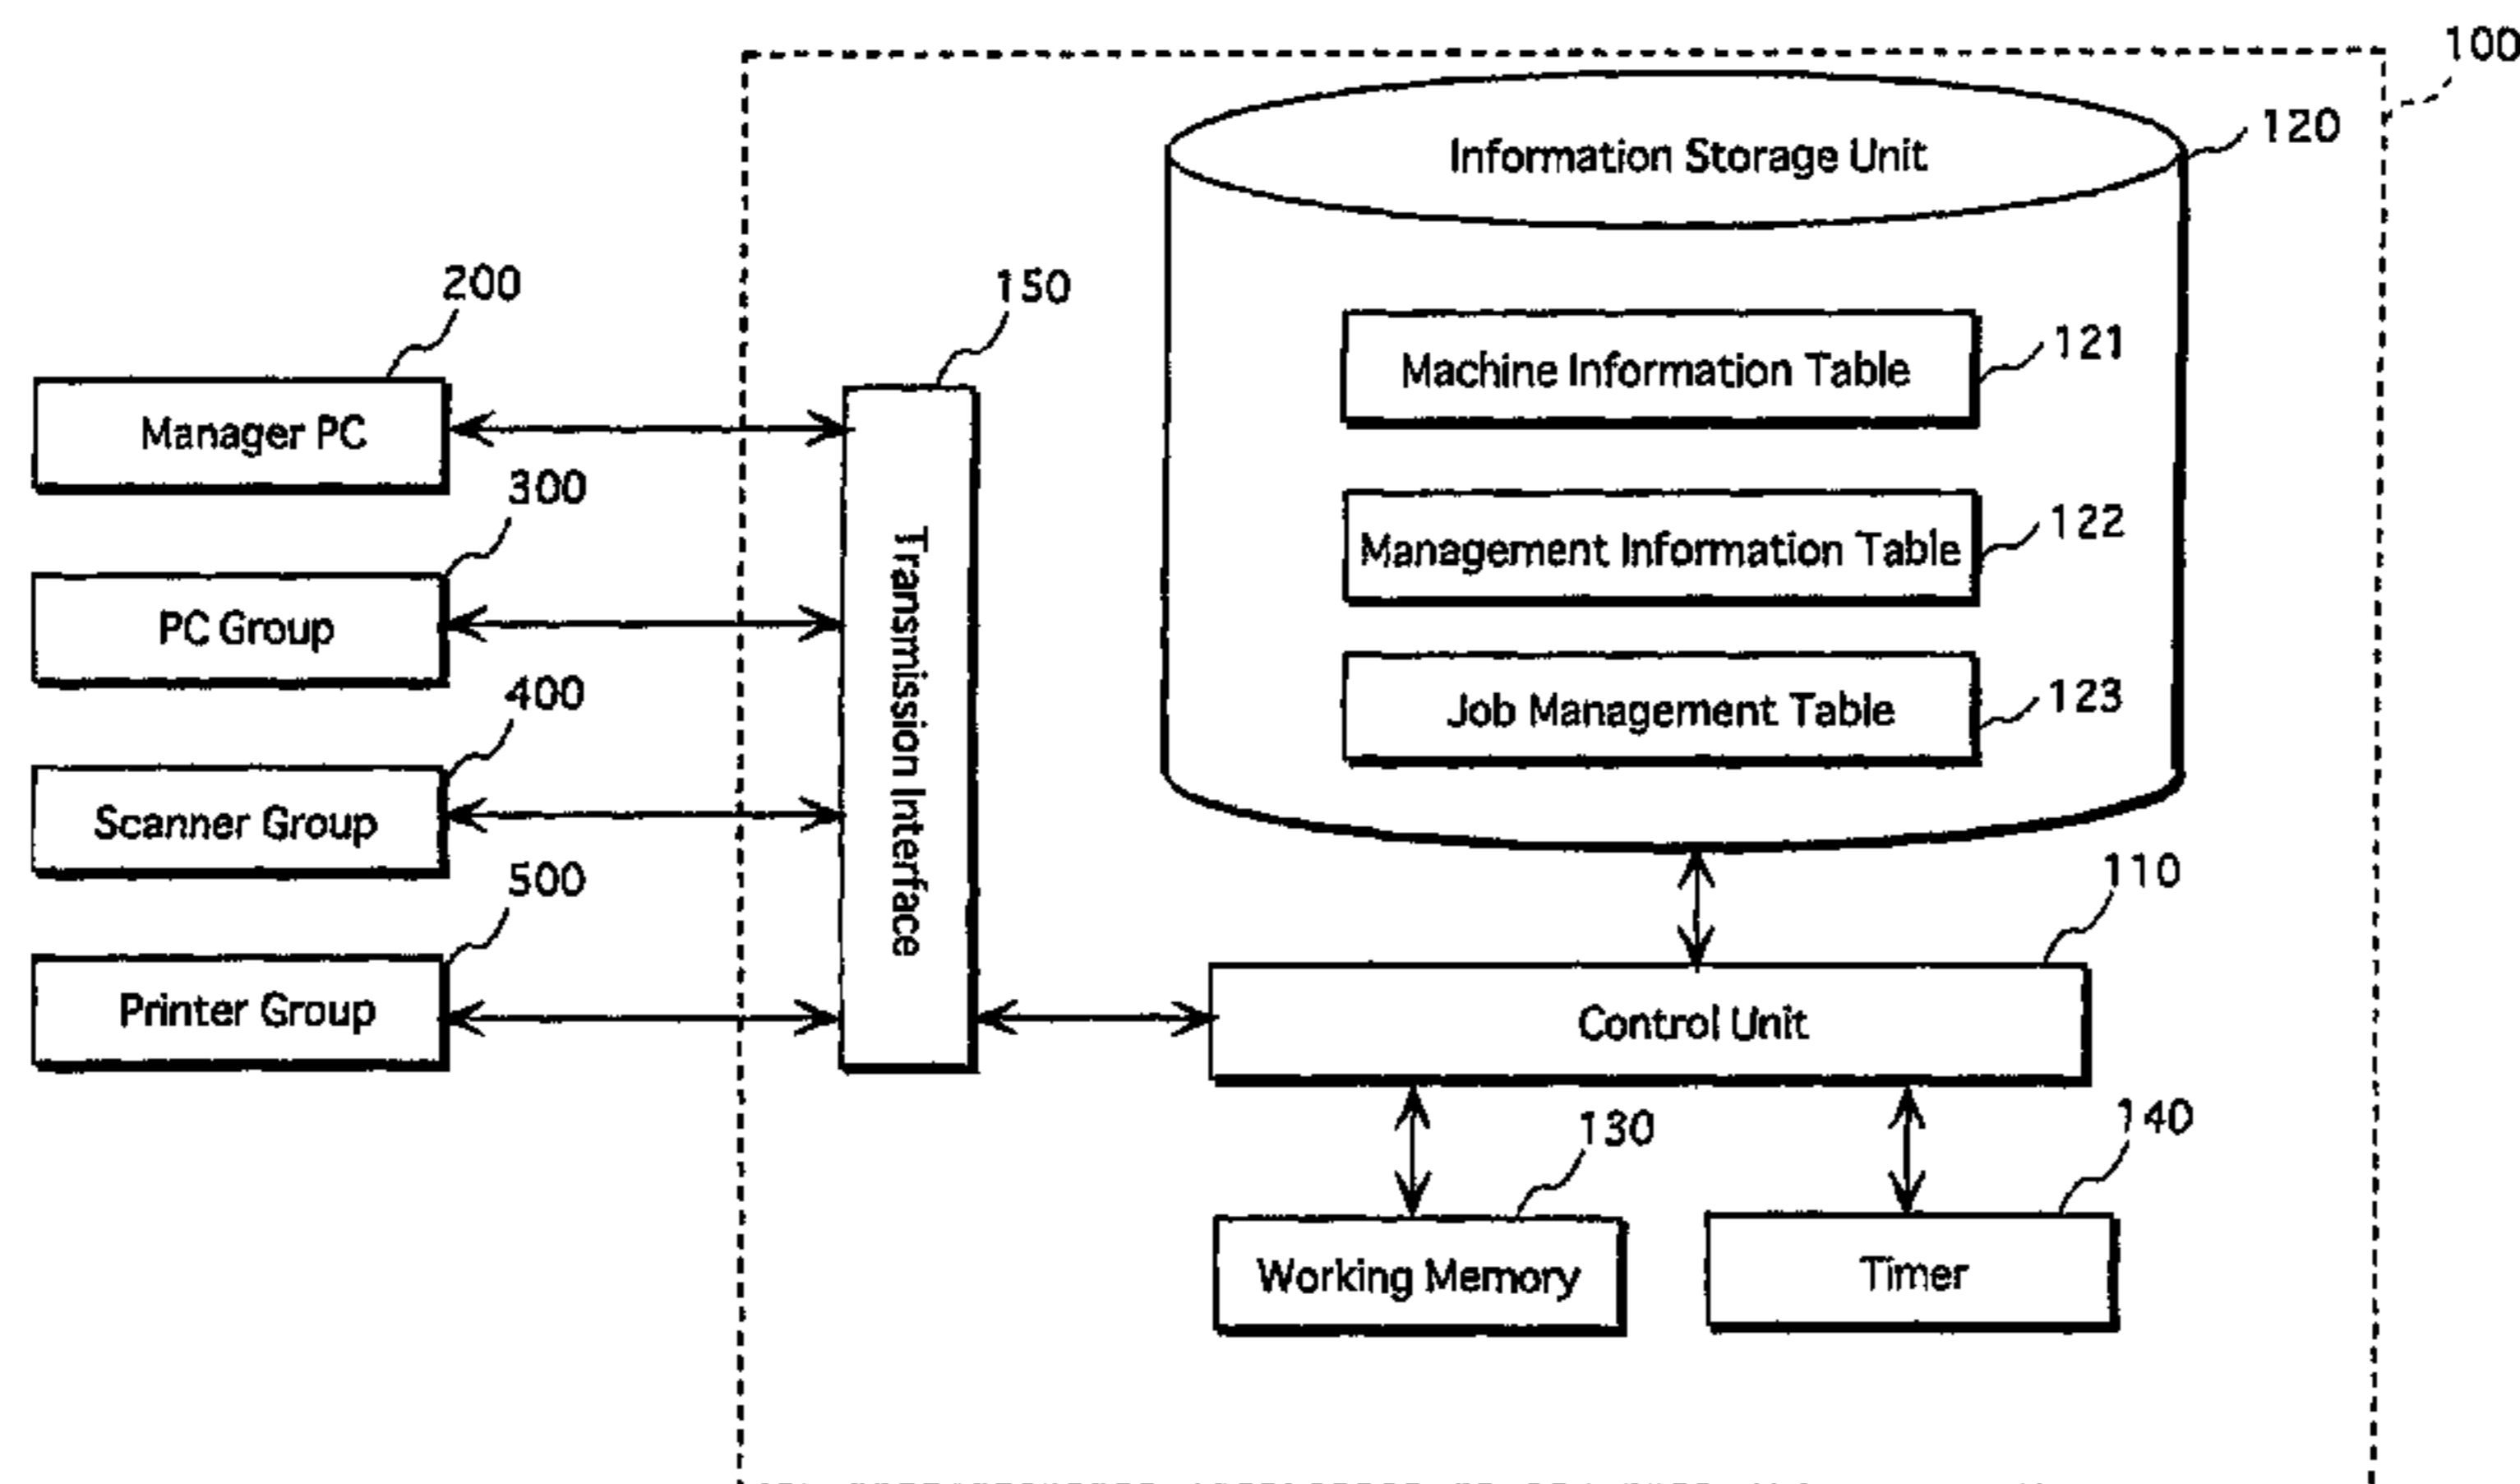 100
120
Information Storage Unit
200
150
121
Machine Information Table
Manager PC
300
122
Management Information Table
PC Group
Transmission Interface
400
123
Job Management Table
Scanner Group
500
110
Printer Group
Control Unit
130
140
Working Memory
Timer